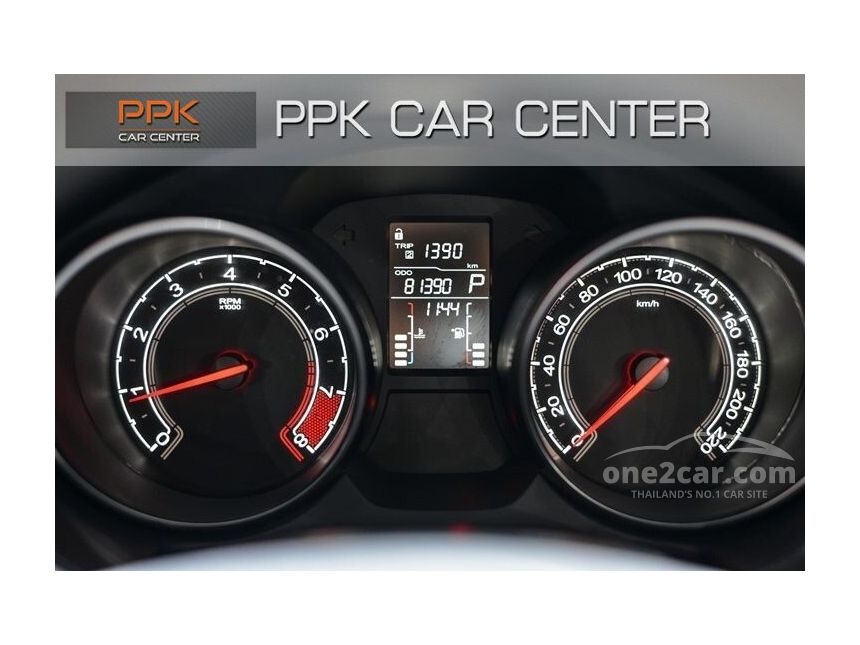 PPK
CAR CENTER
PPK CAR CENTER
TRIP
1390
km
ODO
81390 P
11:44
0
1
2
3
4
5
6
7
8
RPM
x1000
0
20
40
60
80
100
120
140
160
180
200
220
km/h
one2car.com
THAILAND'S NO.1 CAR SITE